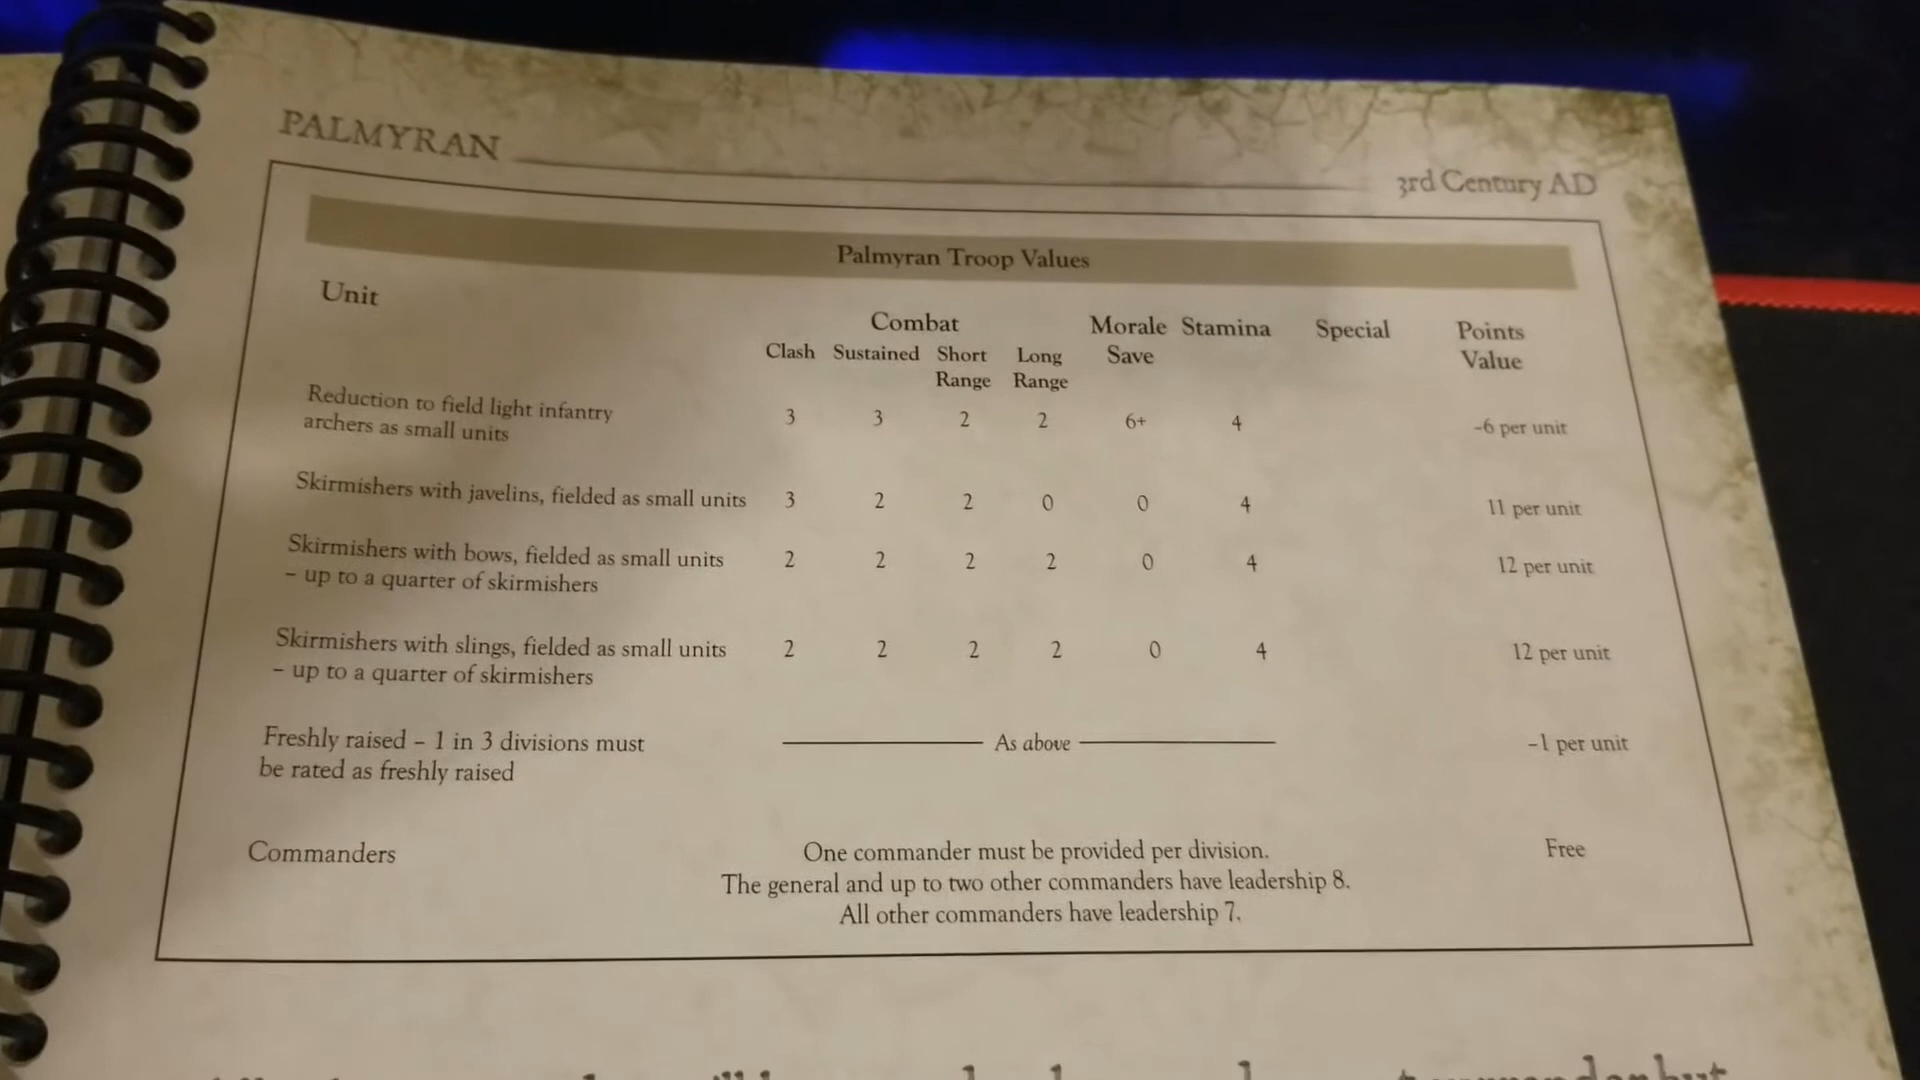 PALMYRAN
3rd Century AD
Palmyran Troop Values
Unit
Combat
Morale Stamina Special Points
Clash Sustained Short Long Save Value
Range Range
Reduction to field light infantry
archers as small units 3 3 2 2 6+ 4 -6 per unit
Skirmishers with javelins, fielded as small units 3 2 2 0 0 4 11 per unit
Skirmishers with bows, fielded as small units 2 2 2 2 0 4 12 per unit
– up to a quarter of skirmishers
Skirmishers with slings, fielded as small units 2 2 2 2 0 4 12 per unit
– up to a quarter of skirmishers
Freshly raised – 1 in 3 divisions must As above -1 per unit
be rated as freshly raised
Commanders One commander must be provided per division. Free
The general and up to two other commanders have leadership 8.
All other commanders have leadership 7.